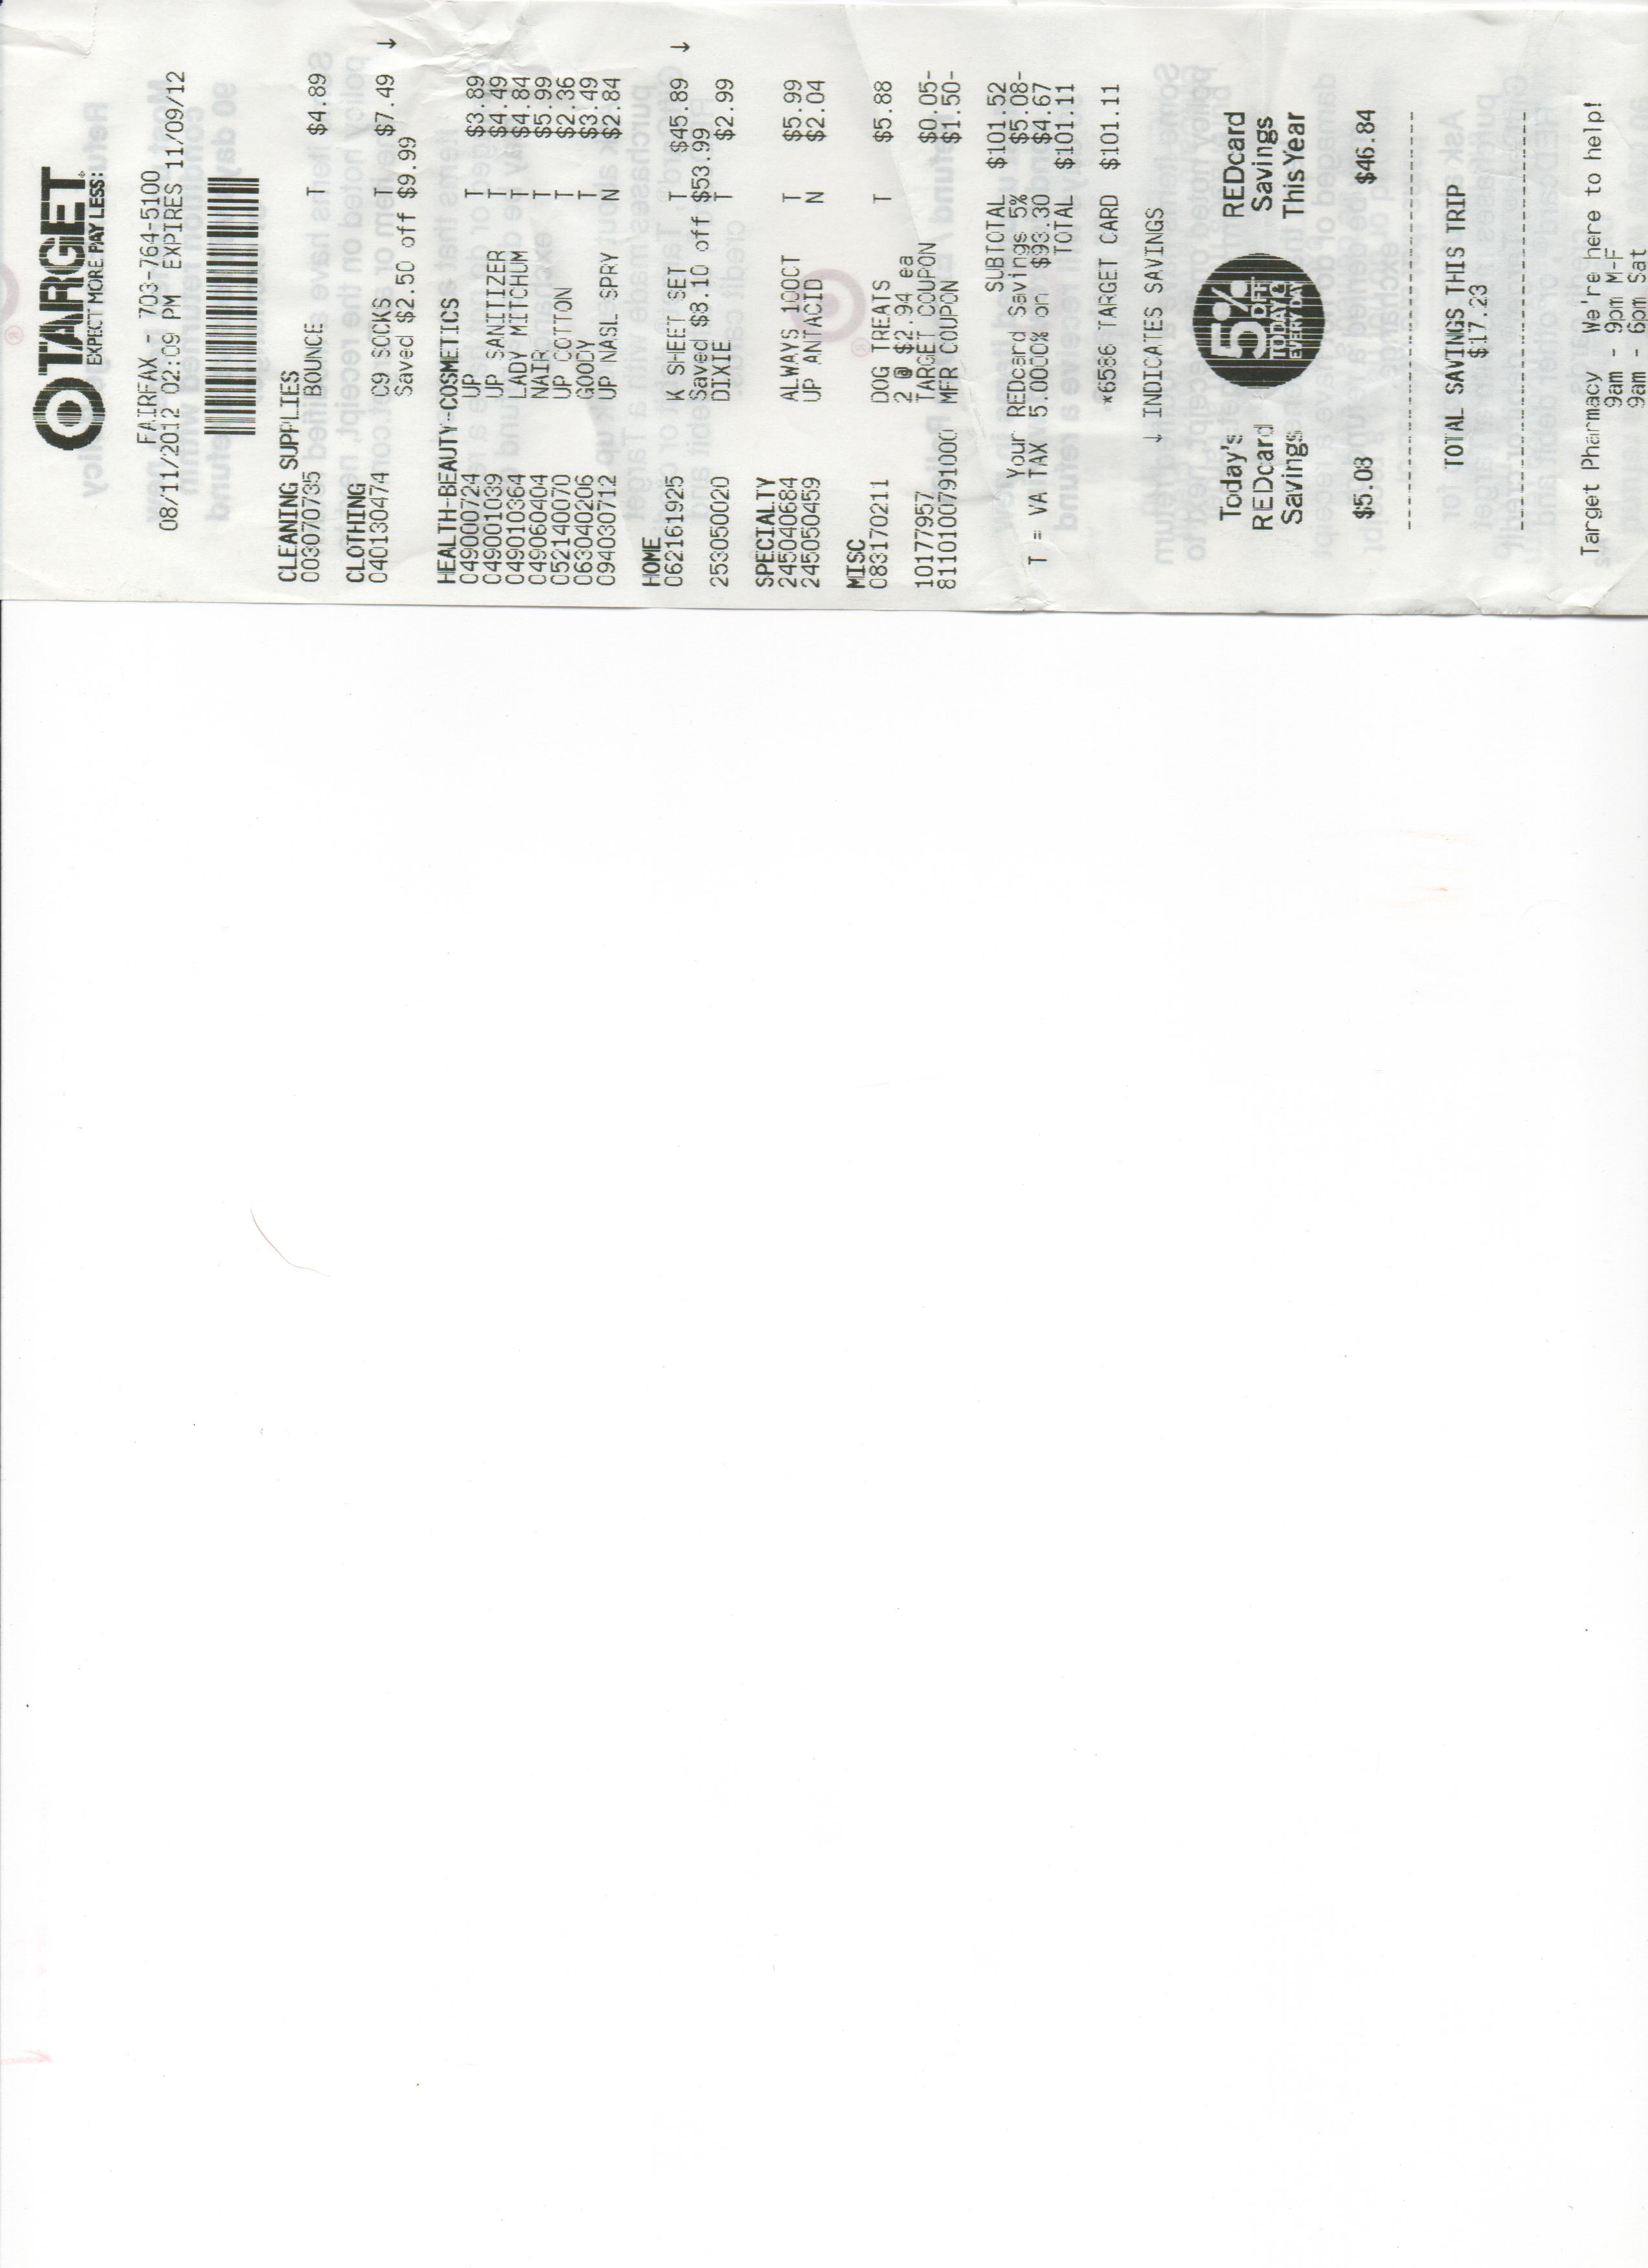 TARGET
EXPECT MORE. PAY LESS.
FAIRFAX - 703-764-5100
08/11/2012 02:09 PM EXPIRES 11/09/12
CLEANING SUPPLIES
003070735 BOUNCE T $4.89
CLOTHING
040130474 C9 SOCKS T $7.49 ↓
Saved $2.50 off $9.99
HEALTH-BEAUTY-COSMETICS
049000724 UP T $3.89
049001039 UP SANITIZER T $4.49
049010364 LADY MITCHUM T $4.84
049060404 NAIR T $5.99
052140070 UP COTTON T $2.36
063040206 GOODY T $3.49
094030712 UP NASL SPRY N $2.84
HOME
062161925 K SHEET SET T $45.89 ↓
Saved $8.10 off $53.99
253050020 DIXIE T $2.99
SPECIALTY
245040684 ALWAYS 100CT T $5.99
245050459 UP ANTACID N $2.04
MISC
083170211 DOG TREATS T $5.88
2 @ $2.94 ea
10177957 TARGET COUPON $0.05-
8110100791000 MFR COUPON $1.50-
SUBTOTAL $101.52
Your REDcard Savings 5% $5.08-
T = VA TAX 5.0000% on $93.30 $4.67
TOTAL $101.11
*6586 TARGET CARD $101.11
↓ INDICATES SAVINGS
Today's REDcard
REDcard Savings
Savings This Year
5% OFF TODAY & EVERYDAY
$5.08 $46.84
TOTAL SAVINGS THIS TRIP
$17.23
Target Pharmacy We're here to help!
9am - 9pm M-F
9am - 6pm Sat